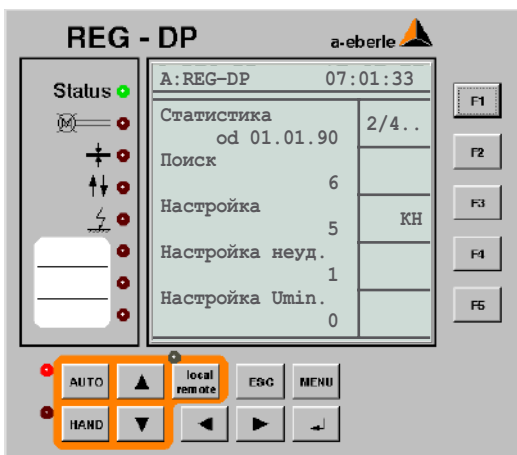 REG - DP
a-eberle
Status
A:REG-DP 07:01:33
Статистика 2/4..
od 01.01.90
Поиск
6
Настройка КН
5
Настройка неуд.
1
Настройка Umin.
0
F1
F2
F3
F4
F5
M
AUTO
local
remote
ESC
MENU
HAND